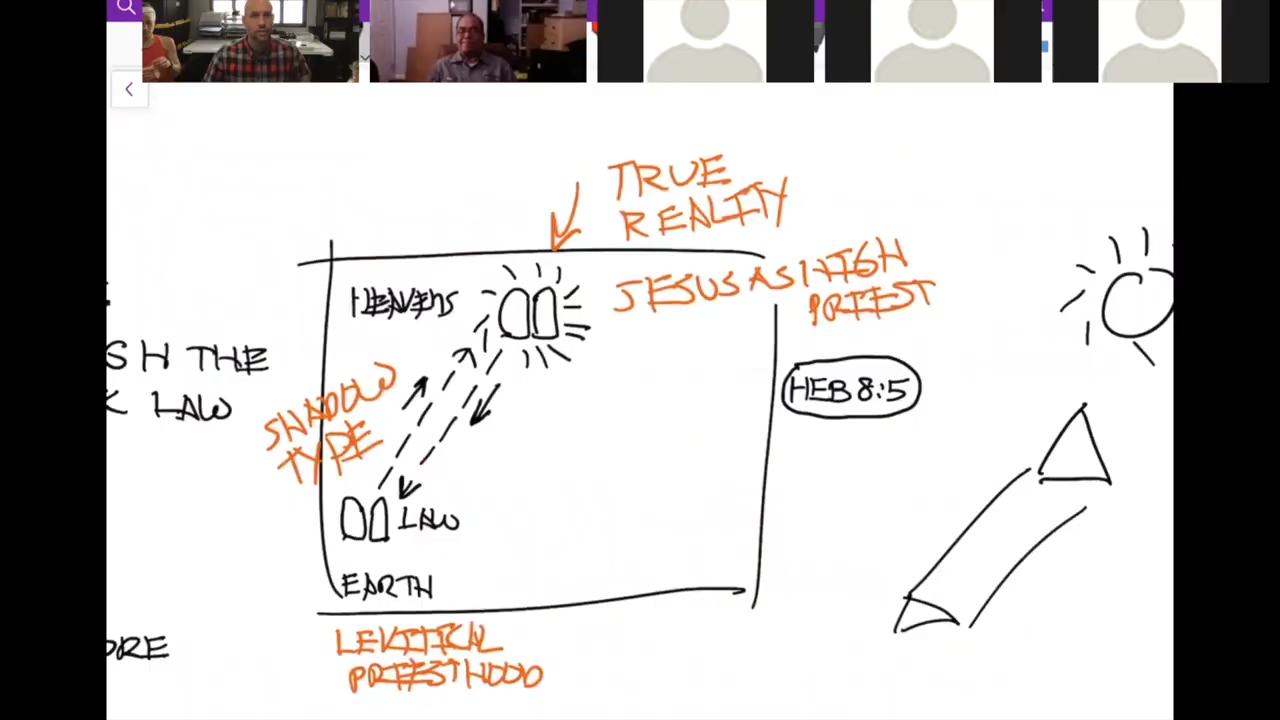 TRUE
REALITY
HEAVENS
JESUS AS HIGH
PRIEST
SH THE
LAW
HEB 8:5
SHADOW
TYPE
LAW
EARTH
ORE
LEVITICAL
PRIESTHOOD